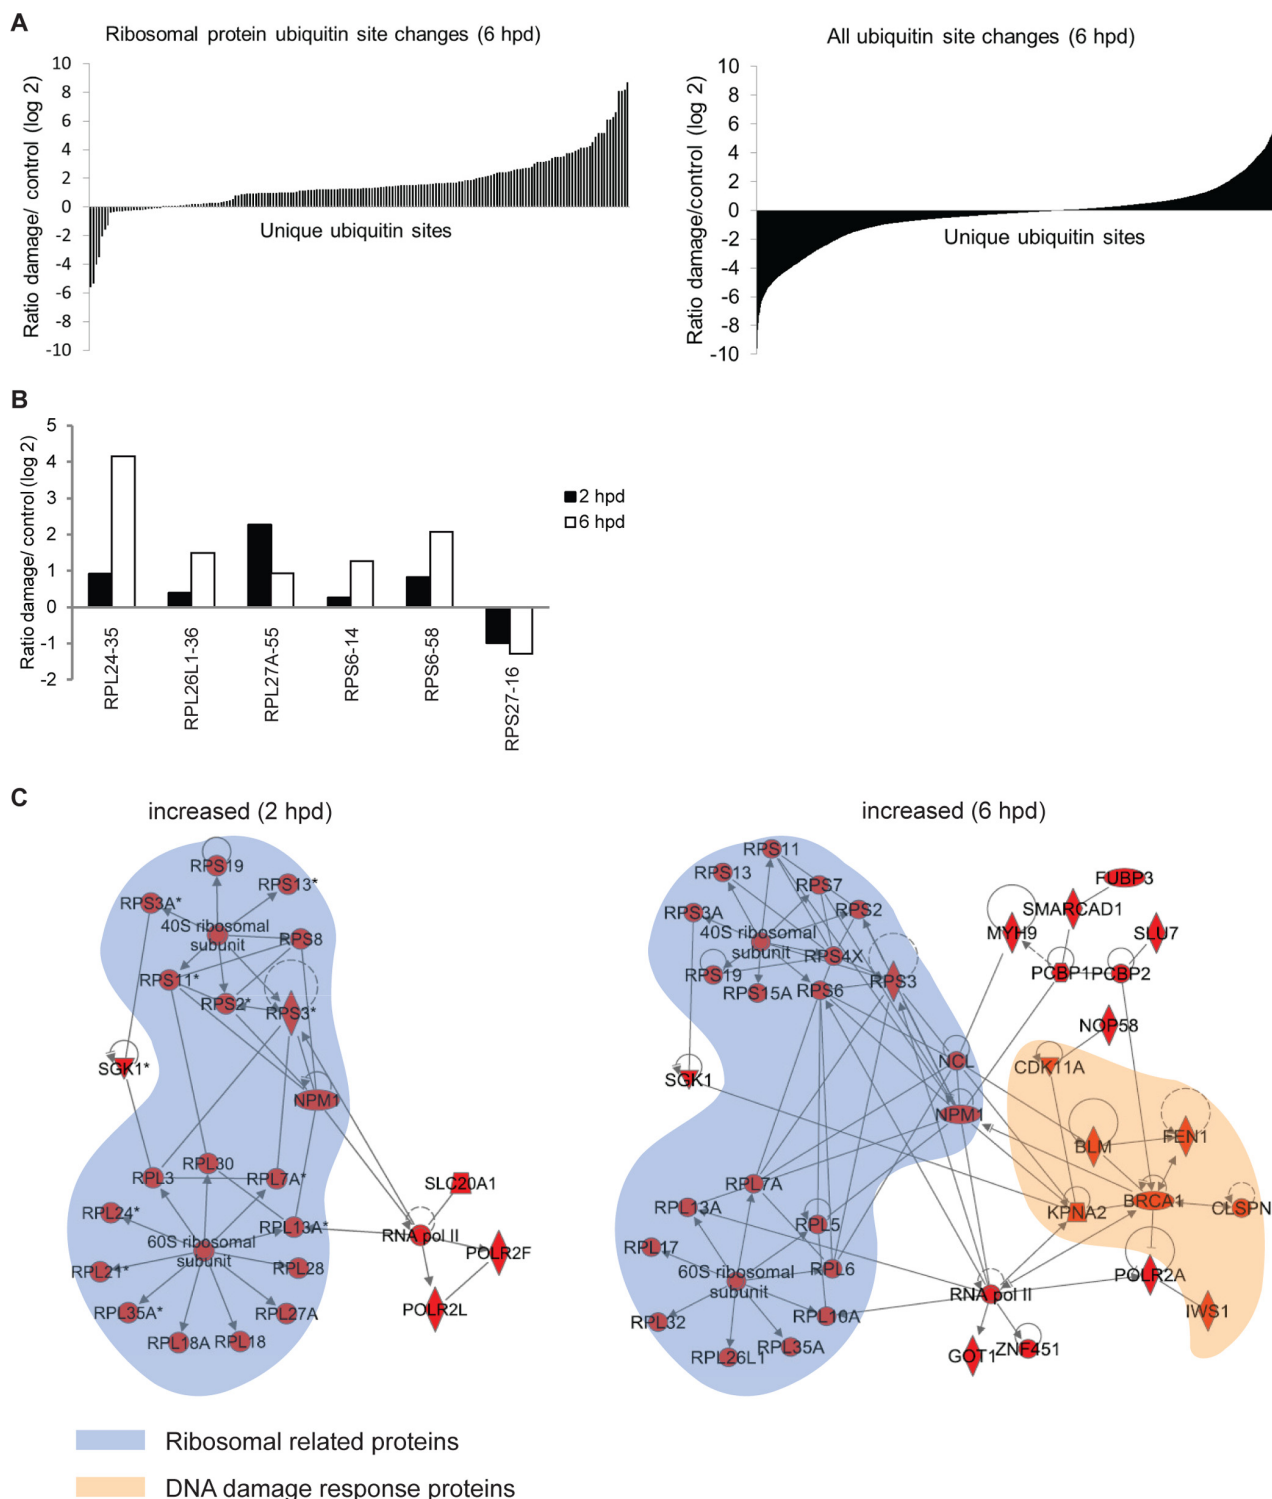 A
Ribosomal protein ubiquitin site changes (6 hpd)
Ratio damage/ control (log 2)
10
8
6
4
2
0
-2
-4
-6
-8
-10
Unique ubiquitin sites
All ubiquitin site changes (6 hpd)
Ratio damage/control (log 2)
10
8
6
4
2
0
-2
-4
-6
-8
-10
Unique ubiquitin sites
B
Ratio damage/ control (log 2)
5
4
3
2
1
0
-1
-2
RPL24-35
RPL26L1-36
RPL27A-55
RPS6-14
RPS6-58
RPS27-16
2 hpd
6 hpd
C
increased (2 hpd)
RPS19
RPS13*
RPS3A*
40S ribosomal
subunit
RPS8
RPS11*
RPS2*
RPS3*
SGK1*
NPM1
RPL30
RPL3
RPL7A*
SLC20A1
RPL24*
RPL13A*
60S ribosomal
subunit
RNA pol II
POLR2F
RPL21*
RPL28
RPL35A*
RPL27A
POLR2L
RPL18A
RPL18
increased (6 hpd)
RPS11
RPS13
RPS7
FUBP3
RPS3A
RPS2
SMARCAD1
40S ribosomal
subunit
MYH9
SLU7
RPS4X
RPS19
RPS3
PCBP1
PCBP2
RPS15A
RPS6
NOP58
NCL
CDK11A
SGK1
NPM1
BLM
FEN1
RPL7A
RPL13A
BRCA1
CLSPN
KPNA2
RPL5
RPL17
RPL6
60S ribosomal
subunit
POLR2A
RNA pol II
IWS1
RPL32
RPL10A
RPL35A
ZNF451
RPL26L1
GOT1
Ribosomal related proteins
DNA damage response proteins